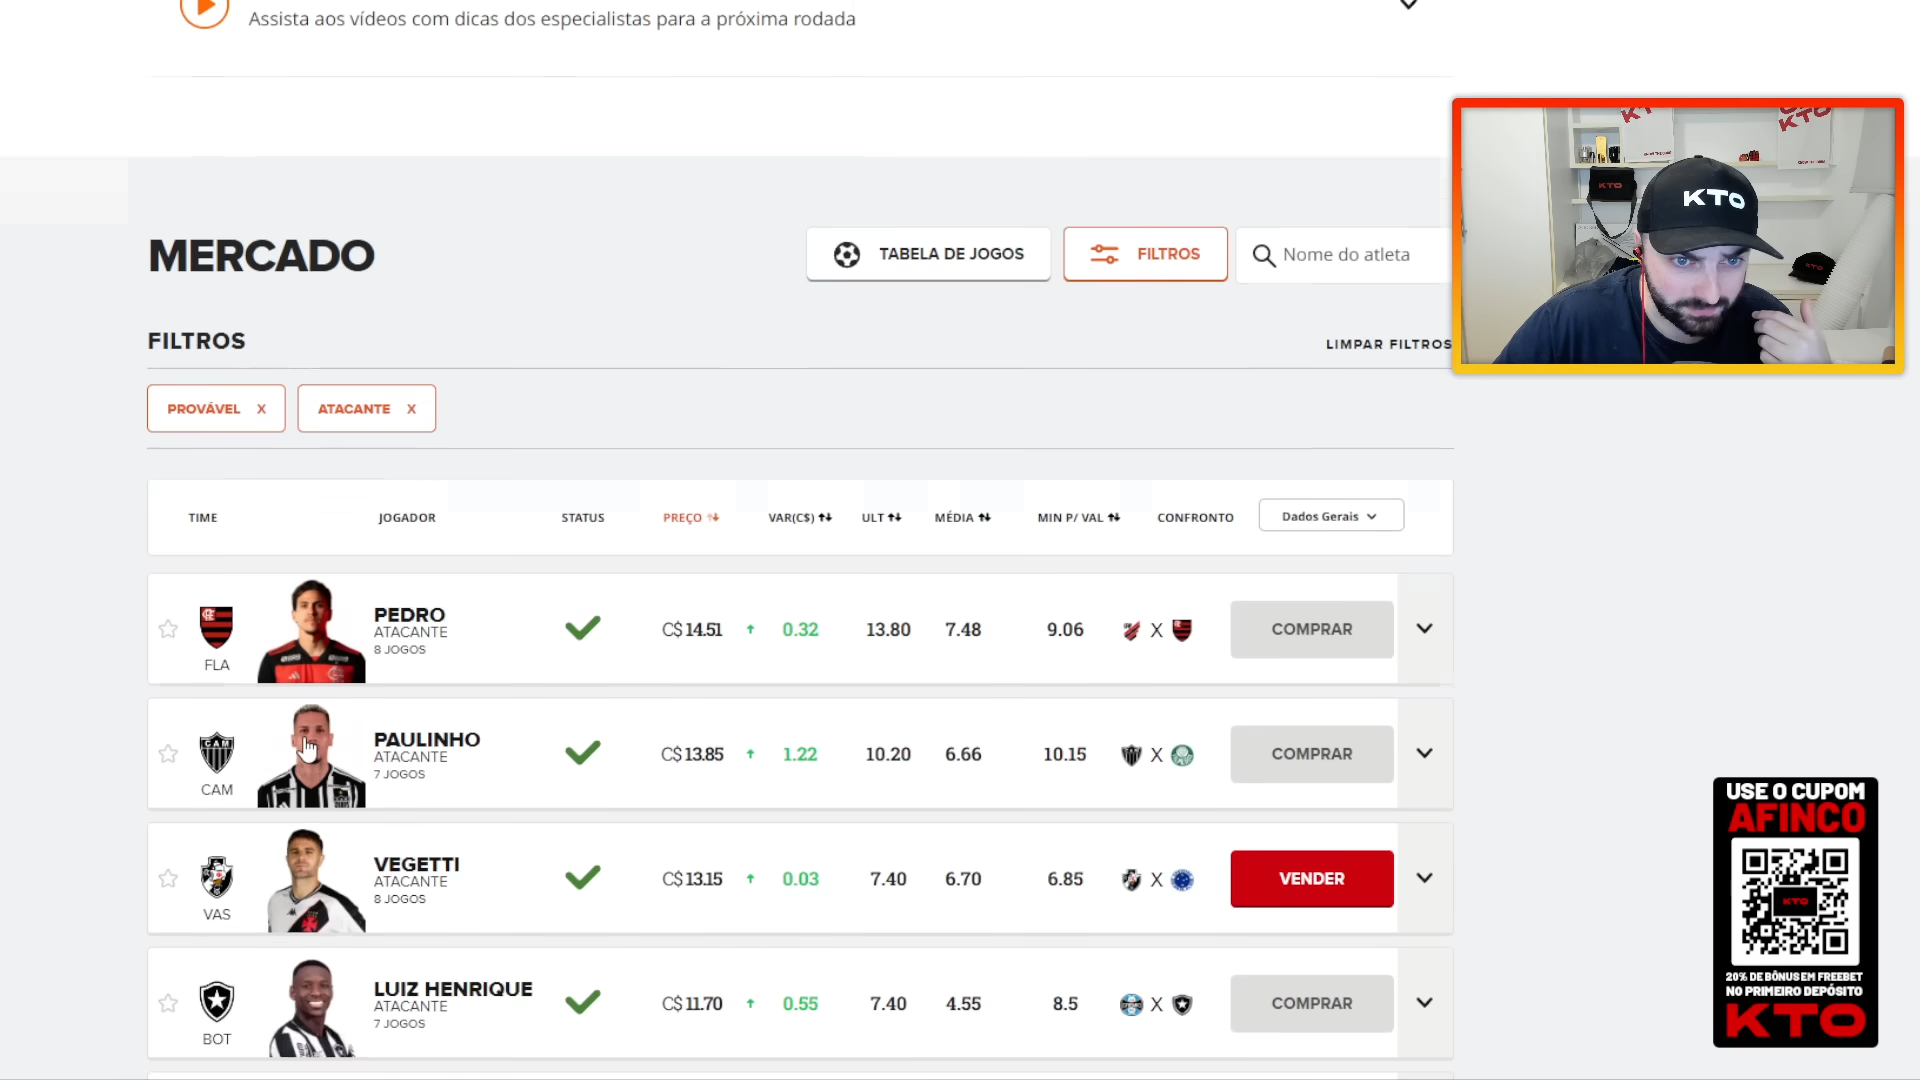 Assista aos vídeos com dicas dos especialistas para a próxima rodada
MERCADO
TABELA DE JOGOS
FILTROS
Nome do atleta
FILTROS
LIMPAR FILTROS
PROVÁVEL X
ATACANTE X
TIME JOGADOR STATUS PREÇO VAR(C$) ULT MÉDIA MIN P/ VAL CONFRONTO Dados Gerais
FLA
PEDRO
ATACANTE
8 JOGOS
C$ 14.51 0.32 13.80 7.48 9.06 X COMPRAR
CAM
PAULINHO
ATACANTE
7 JOGOS
C$ 13.85 1.22 10.20 6.66 10.15 X COMPRAR
CAM
VAS
VEGETTI
ATACANTE
8 JOGOS
C$ 13.15 0.03 7.40 6.70 6.85 X VENDER
BOT
LUIZ HENRIQUE
ATACANTE
7 JOGOS
C$ 11.70 0.55 7.40 4.55 8.5 X COMPRAR
KTO
KTO
KTO
KTO
USE O CUPOM
AFINCO
KTO
20% DE BÔNUS EM FREEBET
NO PRIMEIRO DEPÓSITO
KTO